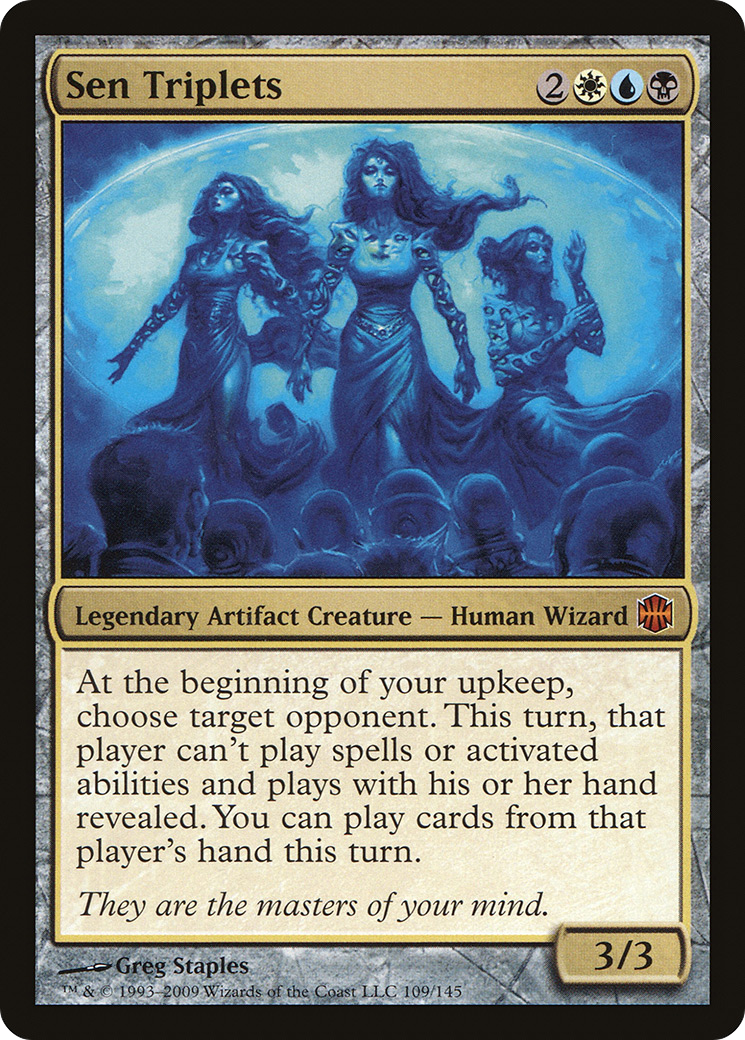 Sen Triplets 2
Legendary Artifact Creature — Human Wizard
At the beginning of your upkeep,
choose target opponent. This turn, that
player can't play spells or activated
abilities and plays with his or her hand
revealed. You can play cards from that
player's hand this turn.
They are the masters of your mind.
3/3
Greg Staples
™ & © 1993–2009 Wizards of the Coast LLC 109/145